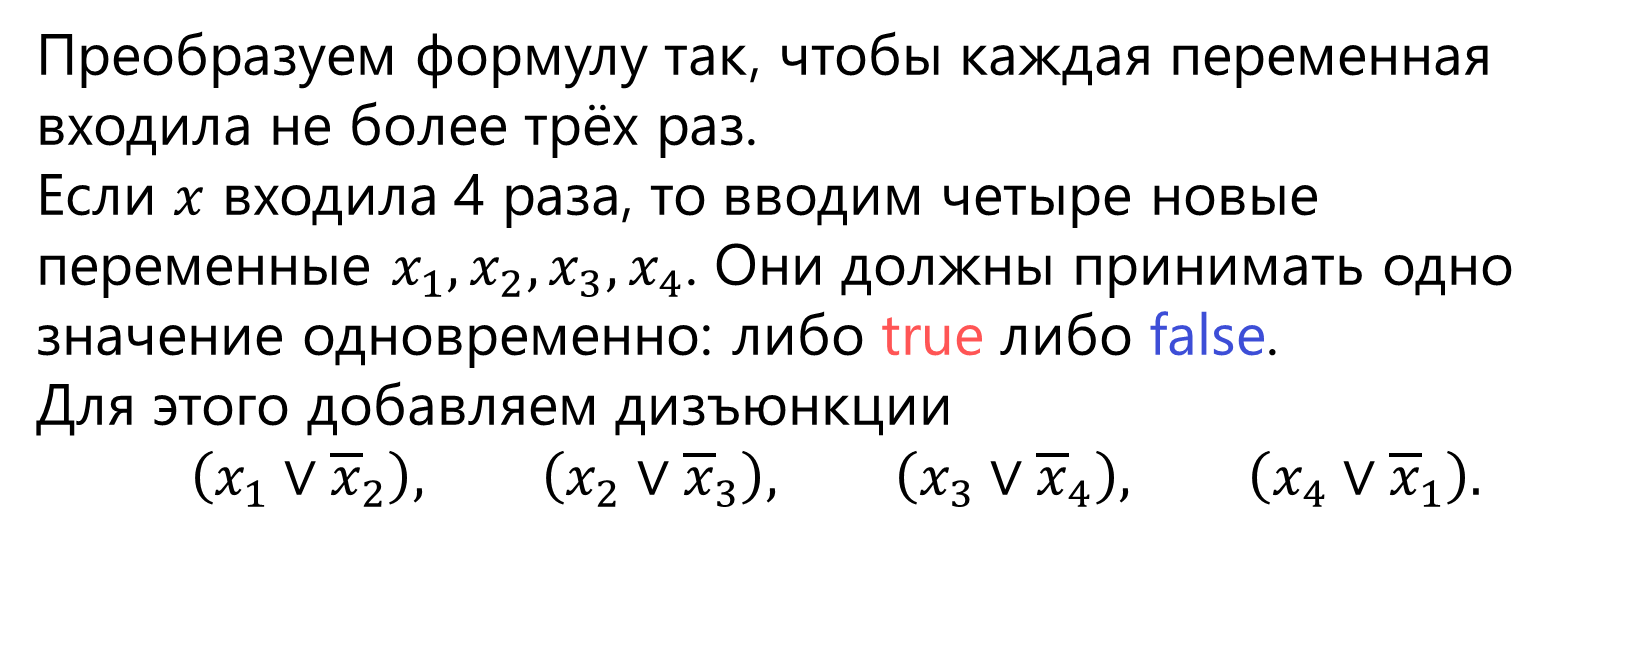 Преобразуем формулу так, чтобы каждая переменная
входила не более трёх раз.
Если x входила 4 раза, то вводим четыре новые
переменные x₁, x₂, x₃, x₄. Они должны принимать одно
значение одновременно: либо true либо false.
Для этого добавляем дизъюнкции
(x₁ ∨ x̅₂), (x₂ ∨ x̅₃), (x₃ ∨ x̅₄), (x₄ ∨ x̅₁).